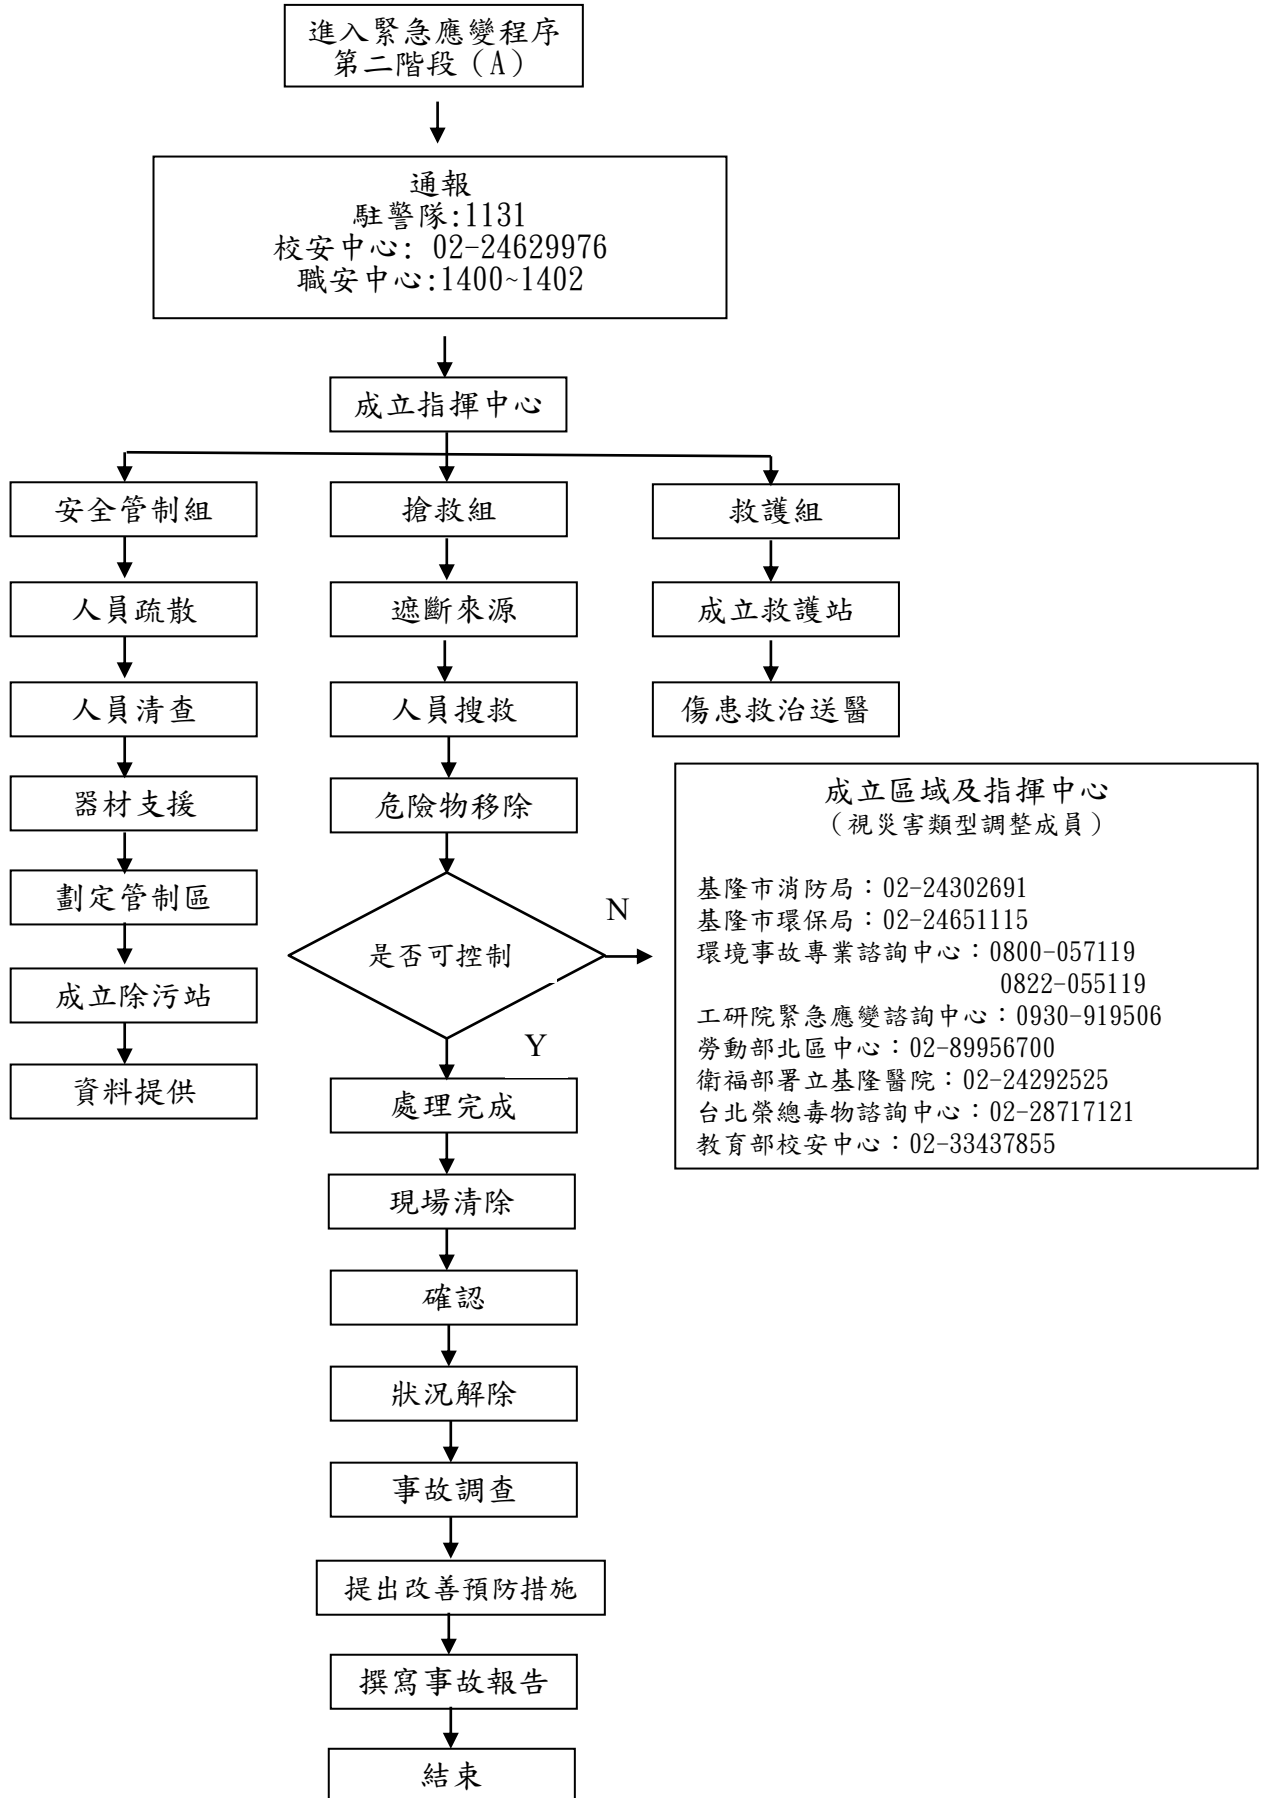 進入緊急應變程序
第二階段（A）
通報
駐警隊:1131
校安中心: 02-24629976
職安中心:1400~1402
成立指揮中心
安全管制組
搶救組
救護組
人員疏散
遮斷來源
成立救護站
人員清查
人員搜救
傷患救治送醫
器材支援
危險物移除
劃定管制區
成立除污站
資料提供
是否可控制
N
Y
成立區域及指揮中心
（視災害類型調整成員）
基隆市消防局：02-24302691
基隆市環保局：02-24651115
環境事故專業諮詢中心：0800-057119
0822-055119
工研院緊急應變諮詢中心：0930-919506
勞動部北區中心：02-89956700
衛福部署立基隆醫院：02-24292525
台北榮總毒物諮詢中心：02-28717121
教育部校安中心：02-33437855
處理完成
現場清除
確認
狀況解除
事故調查
提出改善預防措施
撰寫事故報告
結束